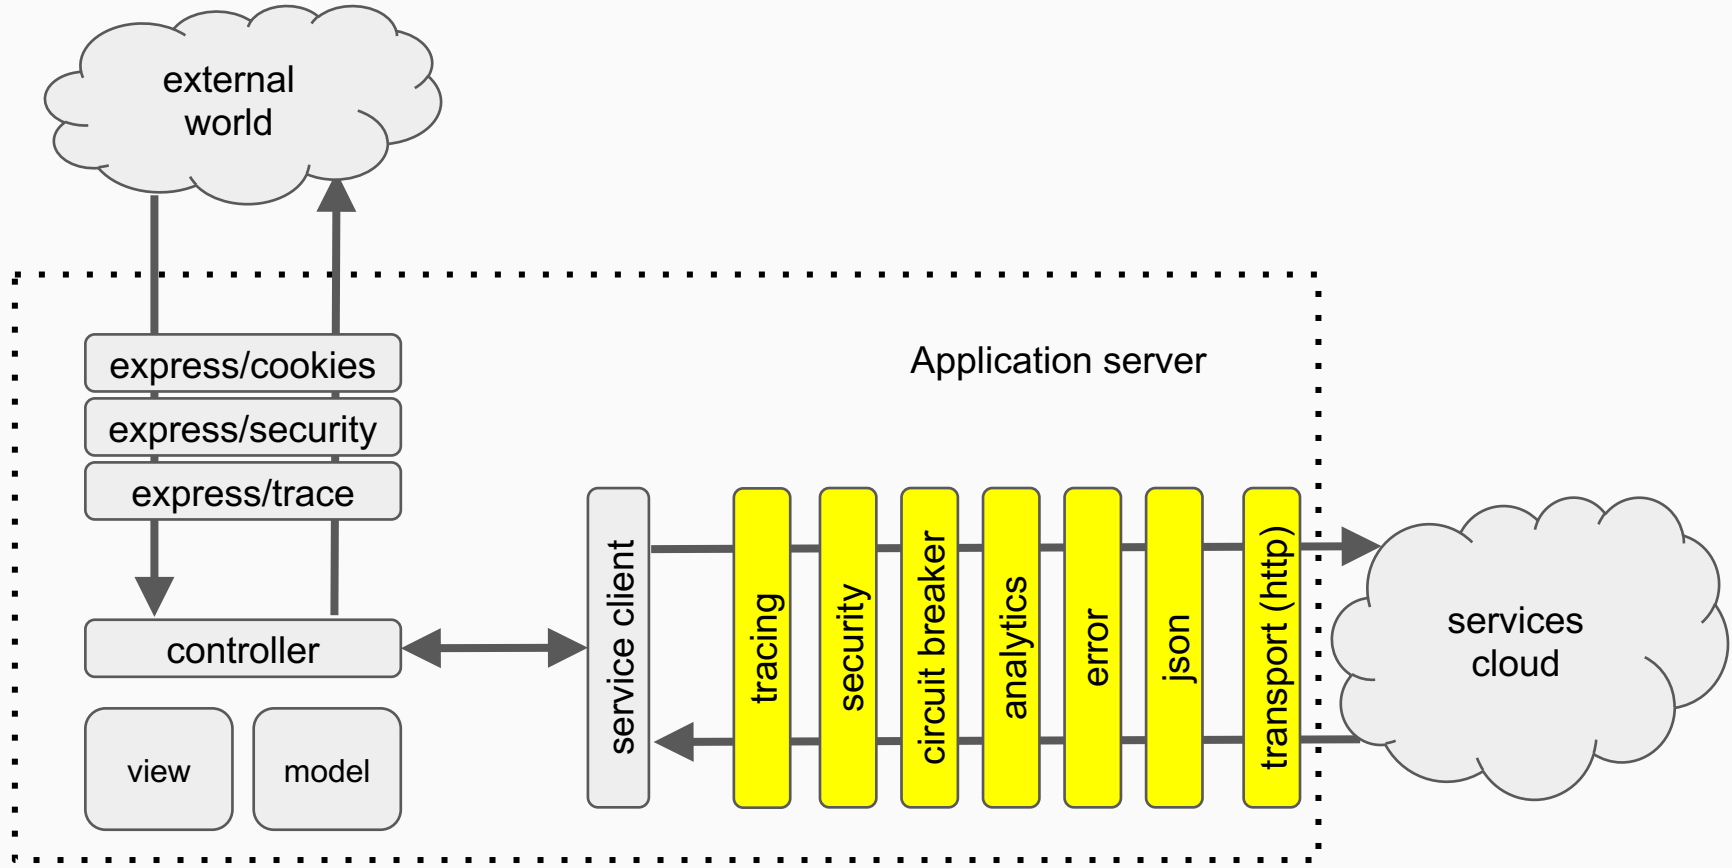 external
world
express/cookies
express/security
express/trace
controller
view
model
Application server
service client
tracing
security
circuit breaker
analytics
error
json
transport (http)
services
cloud